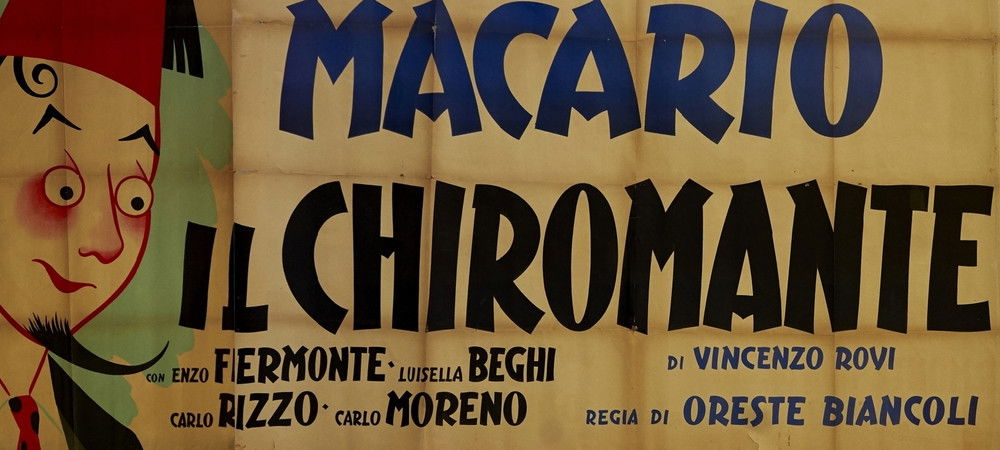 MACARIO
IL CHIROMANTE
CON ENZO FIERMONTE · LUISELLA BEGHI
CARLO RIZZO · CARLO MORENO
DI VINCENZO ROVI
REGIA DI ORESTE BIANCOLI